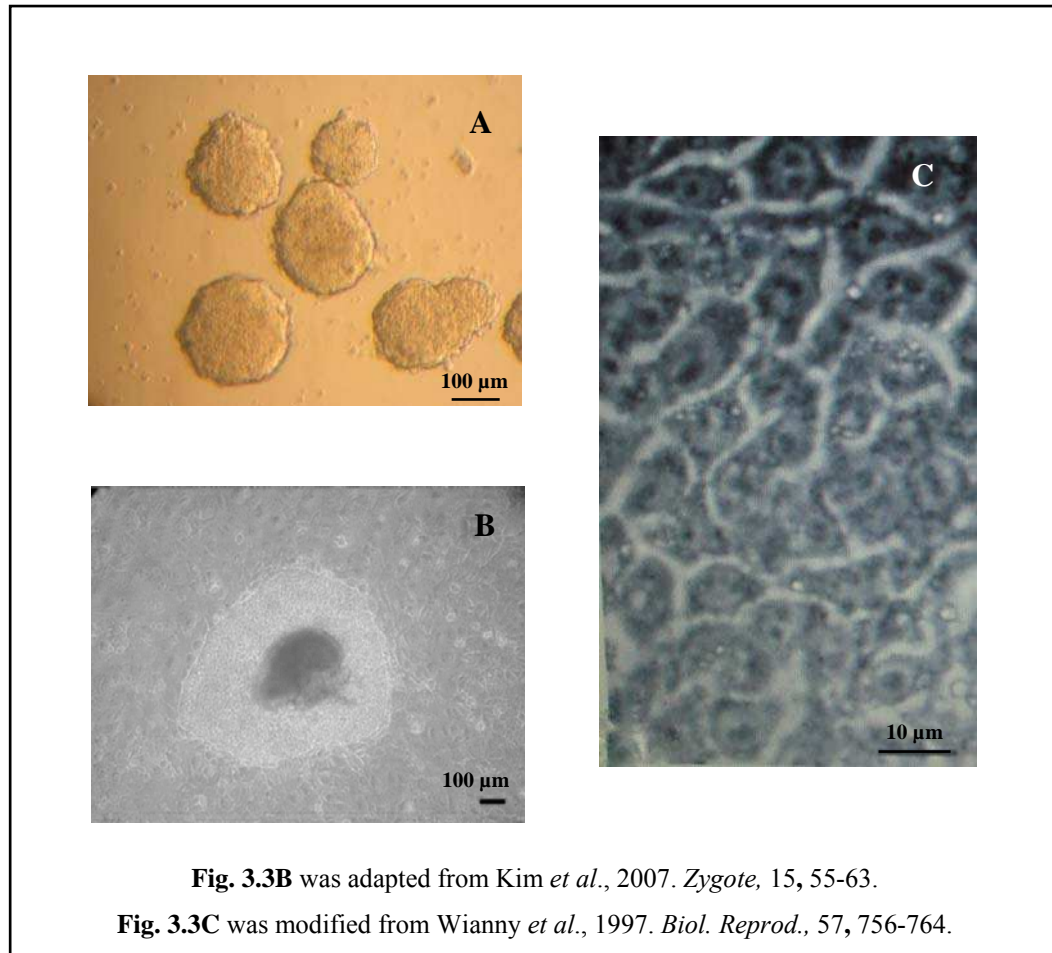 A
100 µm
B
100 µm
C
10 µm
Fig. 3.3B was adapted from Kim et al., 2007. Zygote, 15, 55-63.
Fig. 3.3C was modified from Wianny et al., 1997. Biol. Reprod., 57, 756-764.